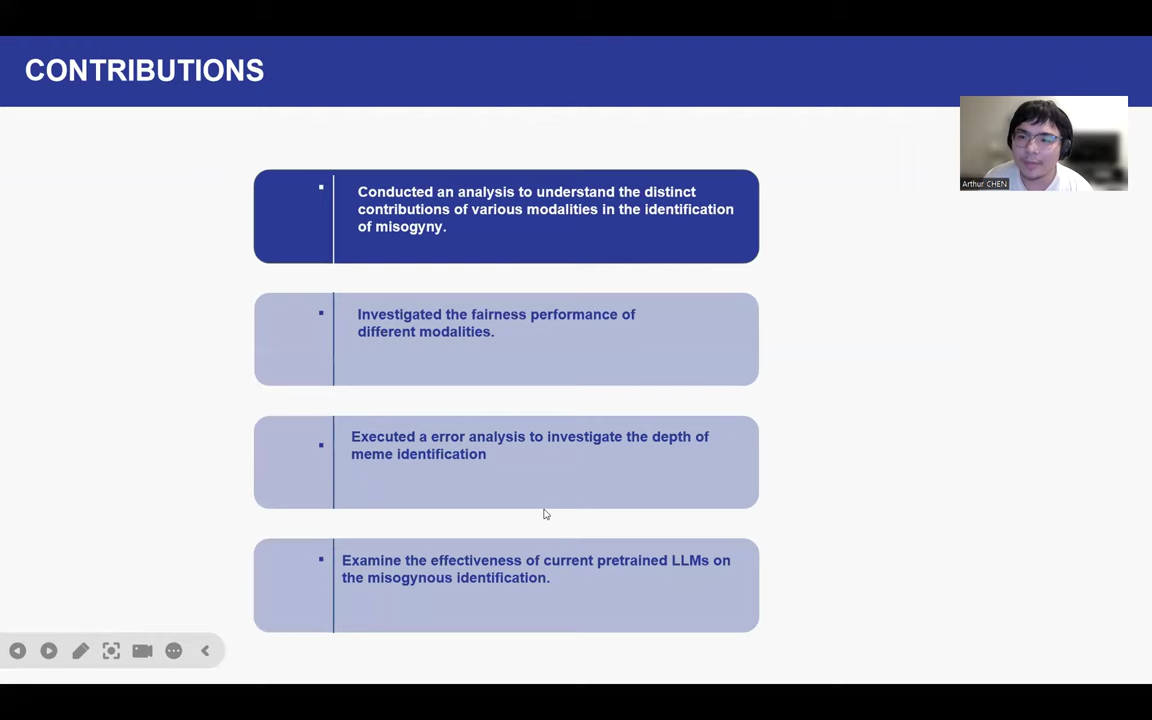 CONTRIBUTIONS
Arthur CHEN
Conducted an analysis to understand the distinct
contributions of various modalities in the identification
of misogyny.
Investigated the fairness performance of
different modalities.
Executed a error analysis to investigate the depth of
meme identification
Examine the effectiveness of current pretrained LLMs on
the misogynous identification.